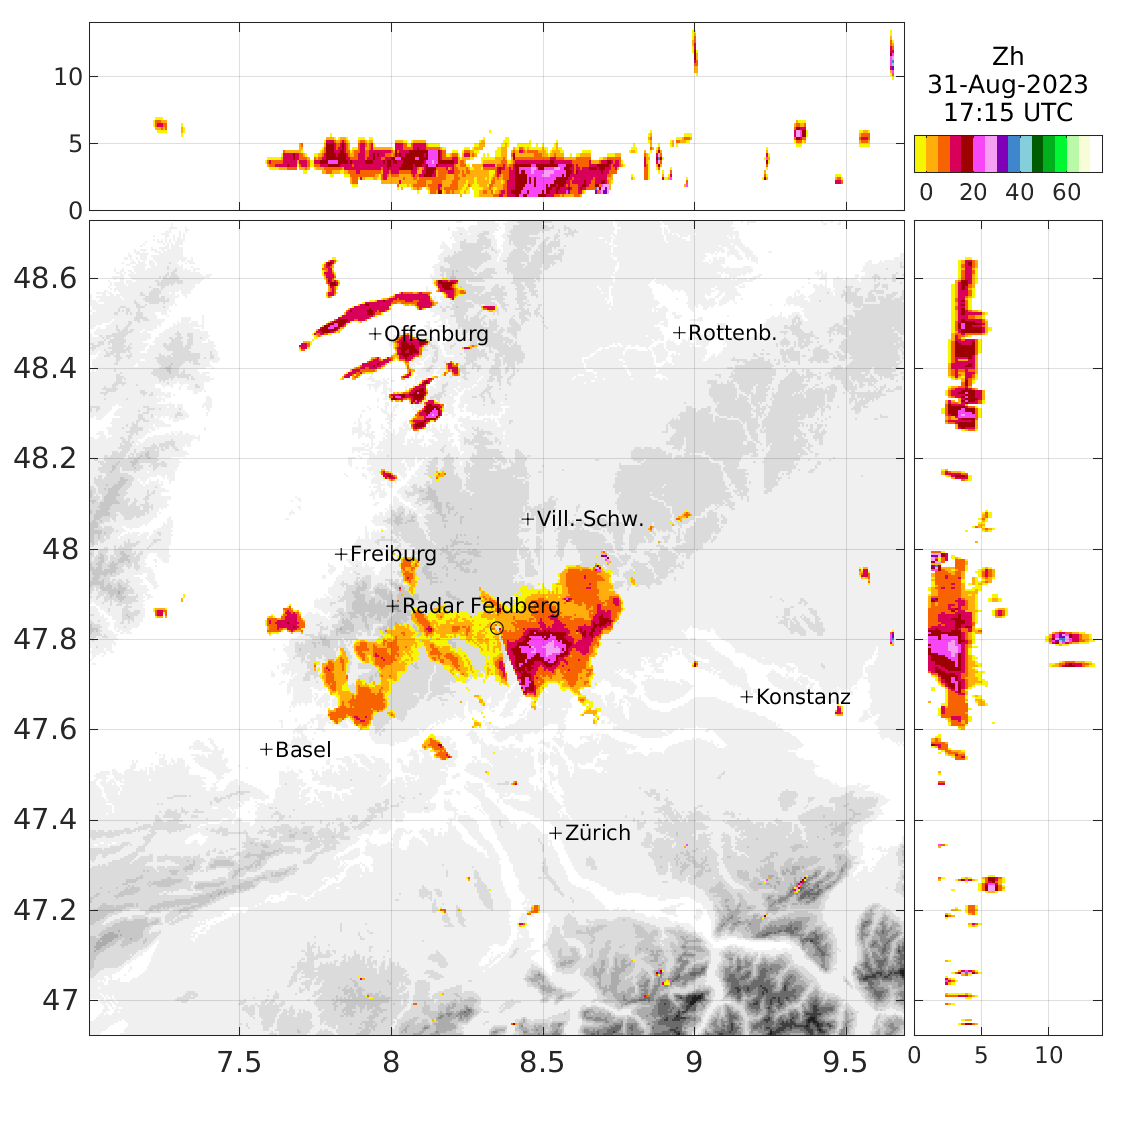 Zh
31-Aug-2023
17:15 UTC
0 20 40 60
10
5
0
48.6
48.4
48.2
48
47.8
47.6
47.4
47.2
47
+Offenburg
+Rottenb.
+Vill.-Schw.
+Freiburg
+Radar Feldberg
+Konstanz
+Basel
+Zürich
7.5 8 8.5 9 9.5
0 5 10